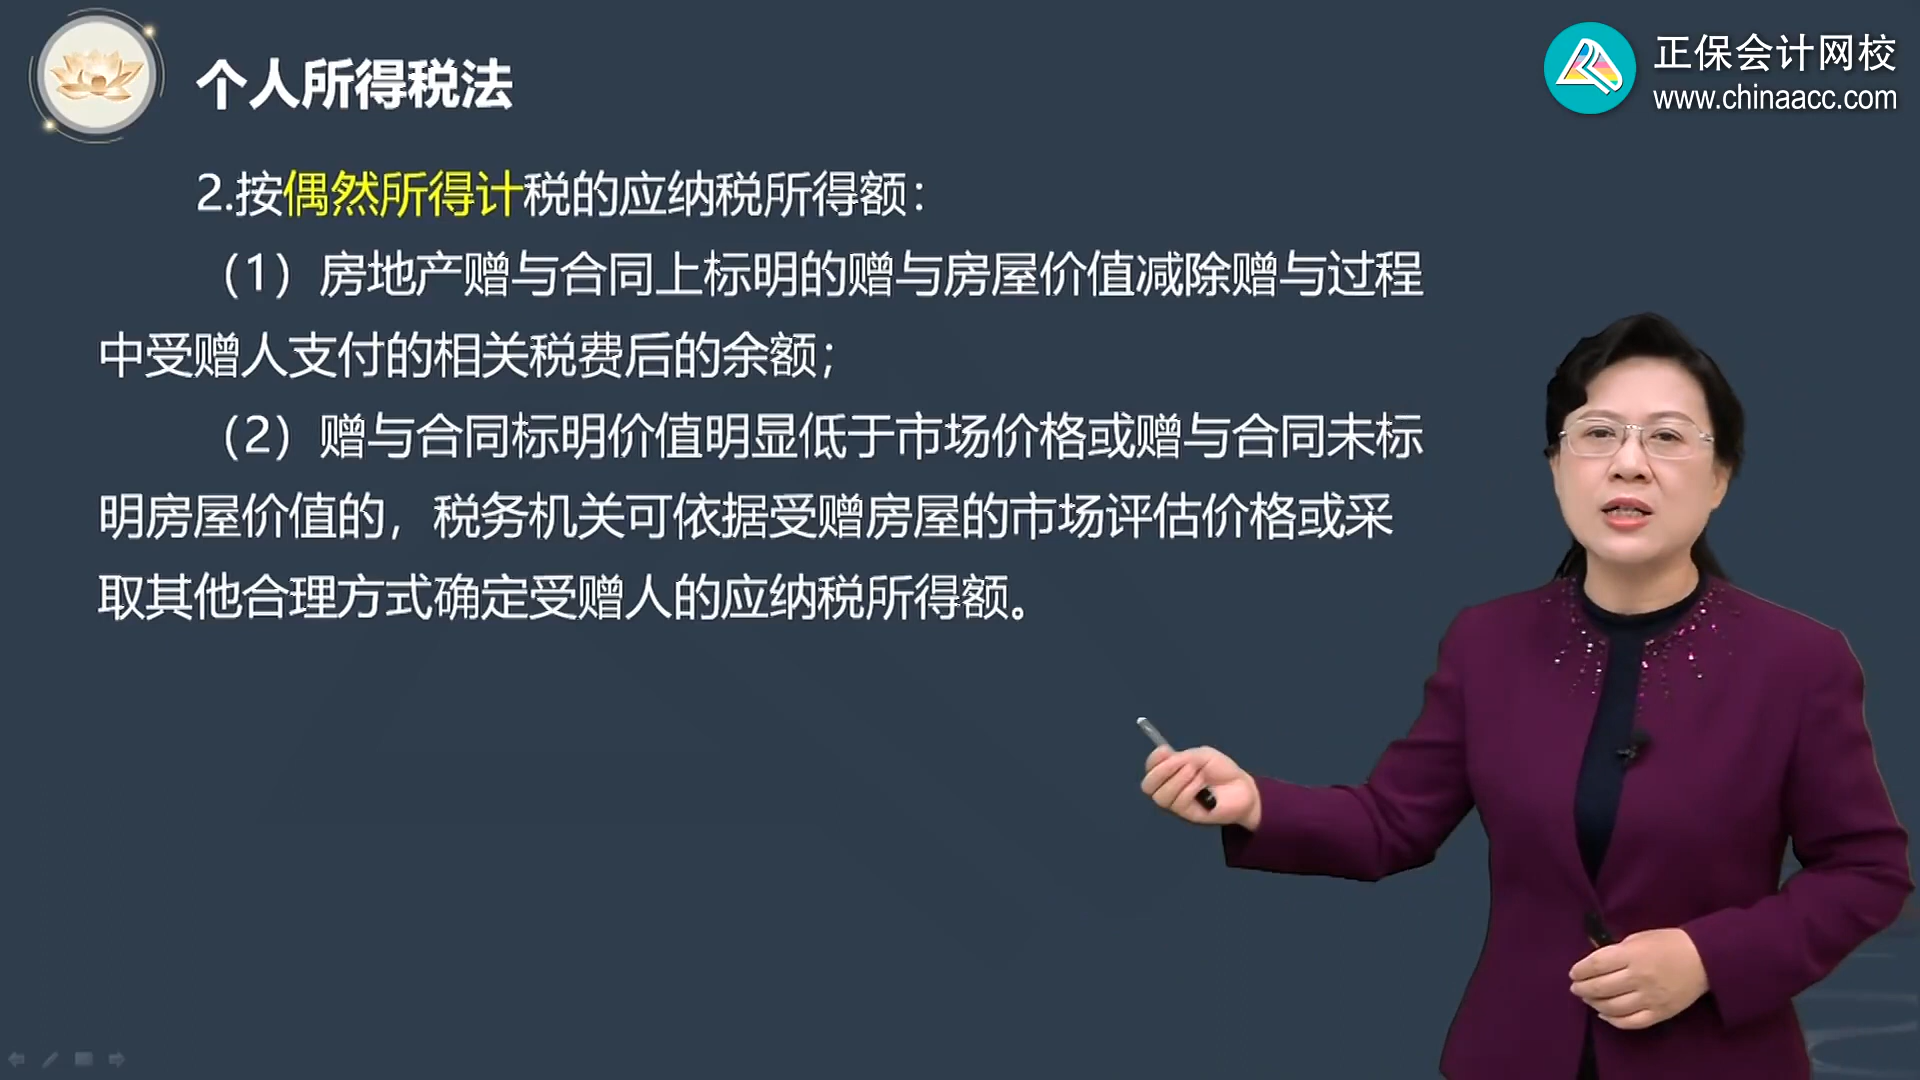 个人所得税法
正保会计网校
www.chinaacc.com
2.按偶然所得计税的应纳税所得额：
（1）房地产赠与合同上标明的赠与房屋价值减除赠与过程
中受赠人支付的相关税费后的余额；
（2）赠与合同标明价值明显低于市场价格或赠与合同未标
明房屋价值的，税务机关可依据受赠房屋的市场评估价格或采
取其他合理方式确定受赠人的应纳税所得额。